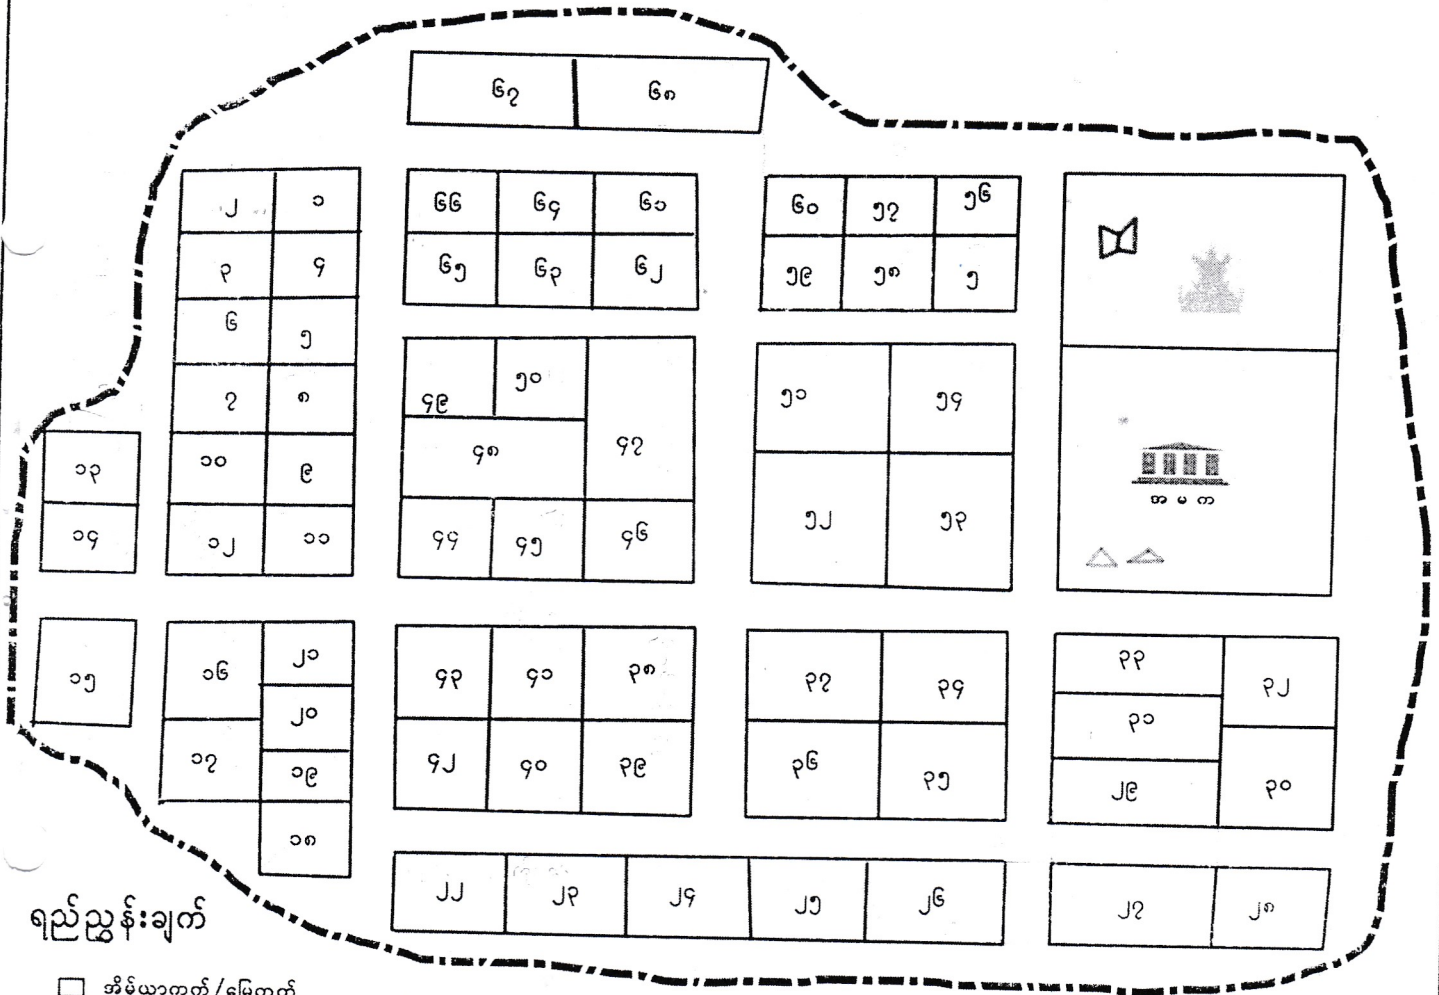 ၆၇ ၆၈
၂ ၁ ၆၆ ၆၄ ၆၁ ၆၀ ၅၇ ၅၆
၃ ၄ ၆၅ ၆၃ ၆၂ ၅၉ ၅၈ ၅
၆ ၅
၇ ၈ ၄၉ ၅၀ ၅၁ ၅၄
၁၃ ၁၀ ၉ ၄၈ ၄၇
အ မ က
၁၄ ၁၂ ၁၁ ၄၄ ၄၅ ၄၆ ၅၂ ၅၃
၁၅ ၁၆ ၂၁ ၄၃ ၄၁ ၃၈ ၃၇ ၃၄ ၃၃ ၃၂
၂၀ ၃၁
၁၇ ၁၉ ၄၂ ၄၀ ၃၉ ၃၆ ၃၅ ၂၉ ၃၀
၁၈
၂၂ ၂၃ ၂၄ ၂၅ ၂၆ ၂၇ ၂၈
ရည်ညွှန်းချက်